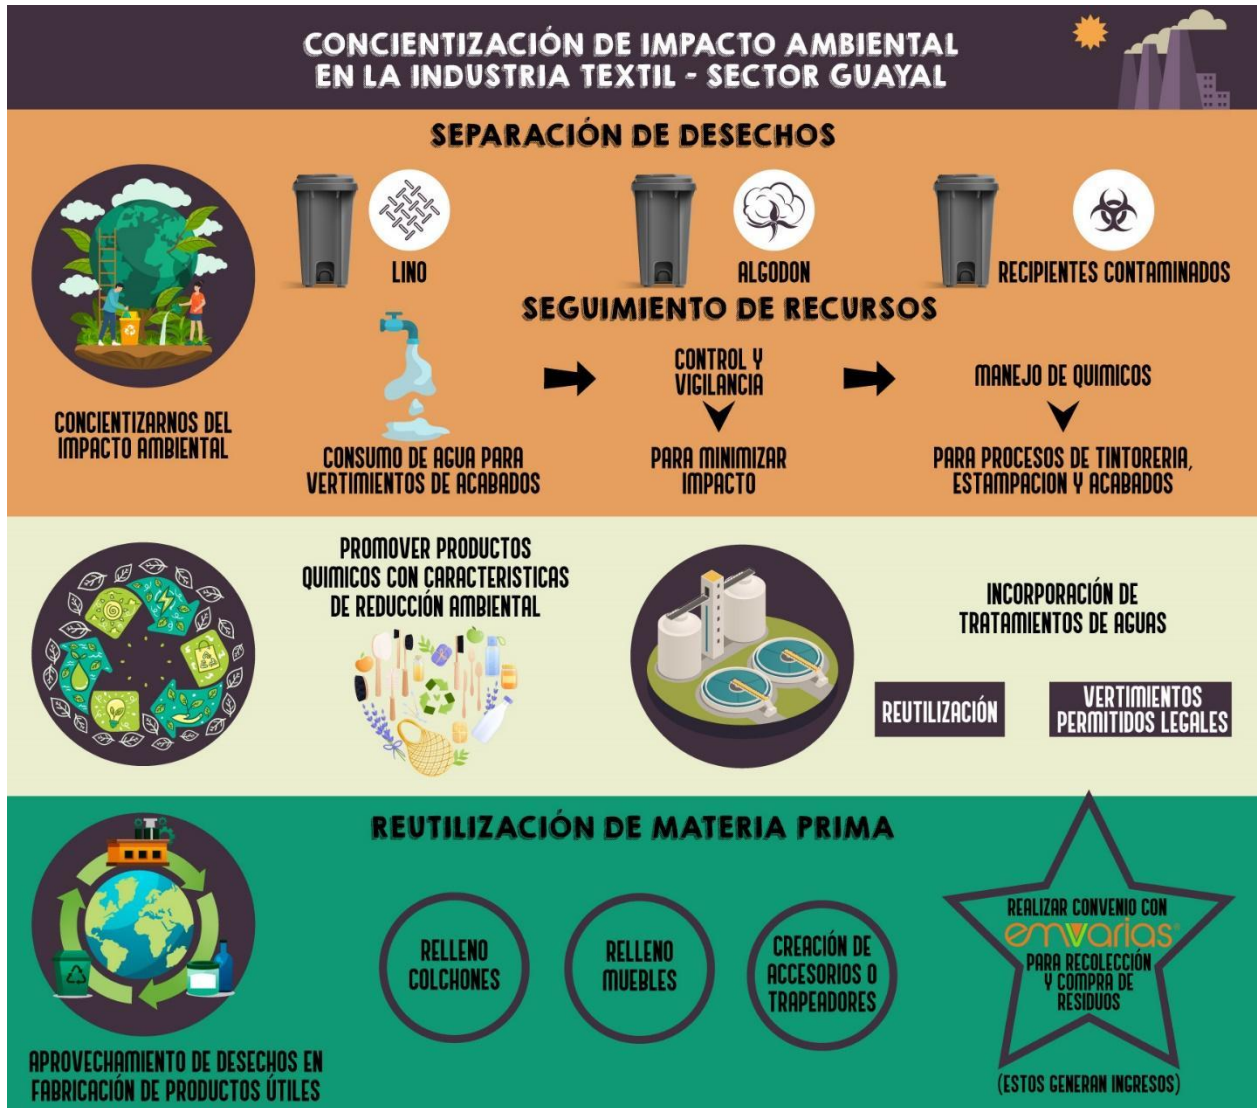 CONCIENTIZACIÓN DE IMPACTO AMBIENTAL
EN LA INDUSTRIA TEXTIL - SECTOR GUAYAL
SEPARACIÓN DE DESECHOS
LINO
ALGODON
RECIPIENTES CONTAMINADOS
CONCIENTIZARNOS DEL
IMPACTO AMBIENTAL
SEGUIMIENTO DE RECURSOS
CONSUMO DE AGUA PARA
VERTIMIENTOS DE ACABADOS
CONTROL Y
VIGILANCIA
PARA MINIMIZAR
IMPACTO
MANEJO DE QUIMICOS
PARA PROCESOS DE TINTORERIA,
ESTAMPACION Y ACABADOS
PROMOVER PRODUCTOS
QUIMICOS CON CARACTERISTICAS
DE REDUCCIÓN AMBIENTAL
INCORPORACIÓN DE
TRATAMIENTOS DE AGUAS
REUTILIZACIÓN
VERTIMIENTOS
PERMITIDOS LEGALES
REUTILIZACIÓN DE MATERIA PRIMA
APROVECHAMIENTO DE DESECHOS EN
FABRICACIÓN DE PRODUCTOS ÚTILES
RELLENO
COLCHONES
RELLENO
MUEBLES
CREACIÓN DE
ACCESORIOS O
TRAPEADORES
REALIZAR CONVENIO CON
emvarias®
PARA RECOLECCIÓN
Y COMPRA DE
RESIDUOS
(ESTOS GENERAN INGRESOS)